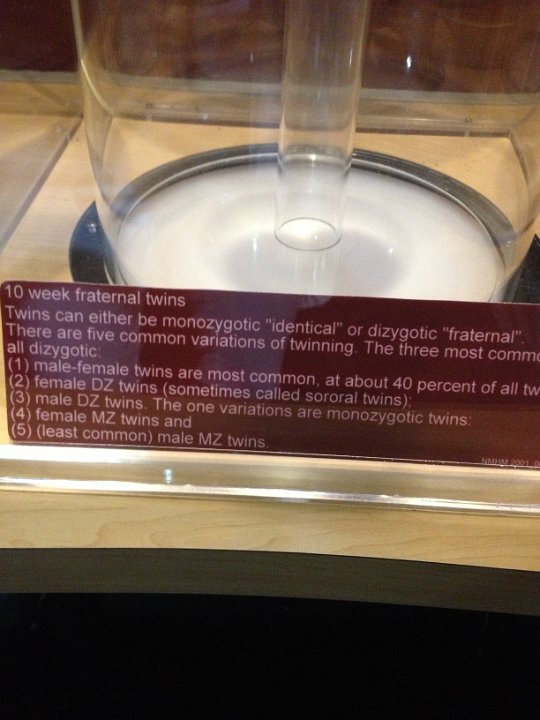 10 week fraternal twins
Twins can either be monozygotic "identical" or dizygotic "fraternal".
There are five common variations of twinning. The three most commo
all dizygotic:
(1) male-female twins are most common, at about 40 percent of all tw
(2) female DZ twins (sometimes called sororal twins);
(3) male DZ twins. The one variations are monozygotic twins:
(4) female MZ twins and
(5) (least common) male MZ twins.
NMHM 2001.